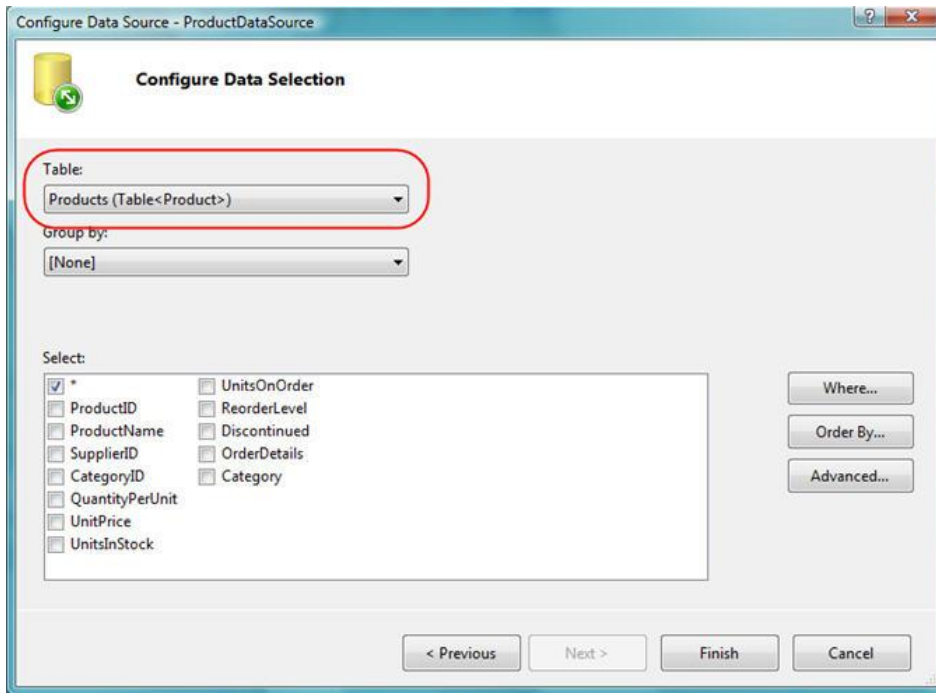 Configure Data Source - ProductDataSource
Configure Data Selection
Table:
Products (Table<Product>)
Group by:
[None]
Select:
*
ProductID
ProductName
SupplierID
CategoryID
QuantityPerUnit
UnitPrice
UnitsInStock
UnitsOnOrder
ReorderLevel
Discontinued
OrderDetails
Category
Where...
Order By...
Advanced...
< Previous
Next >
Finish
Cancel